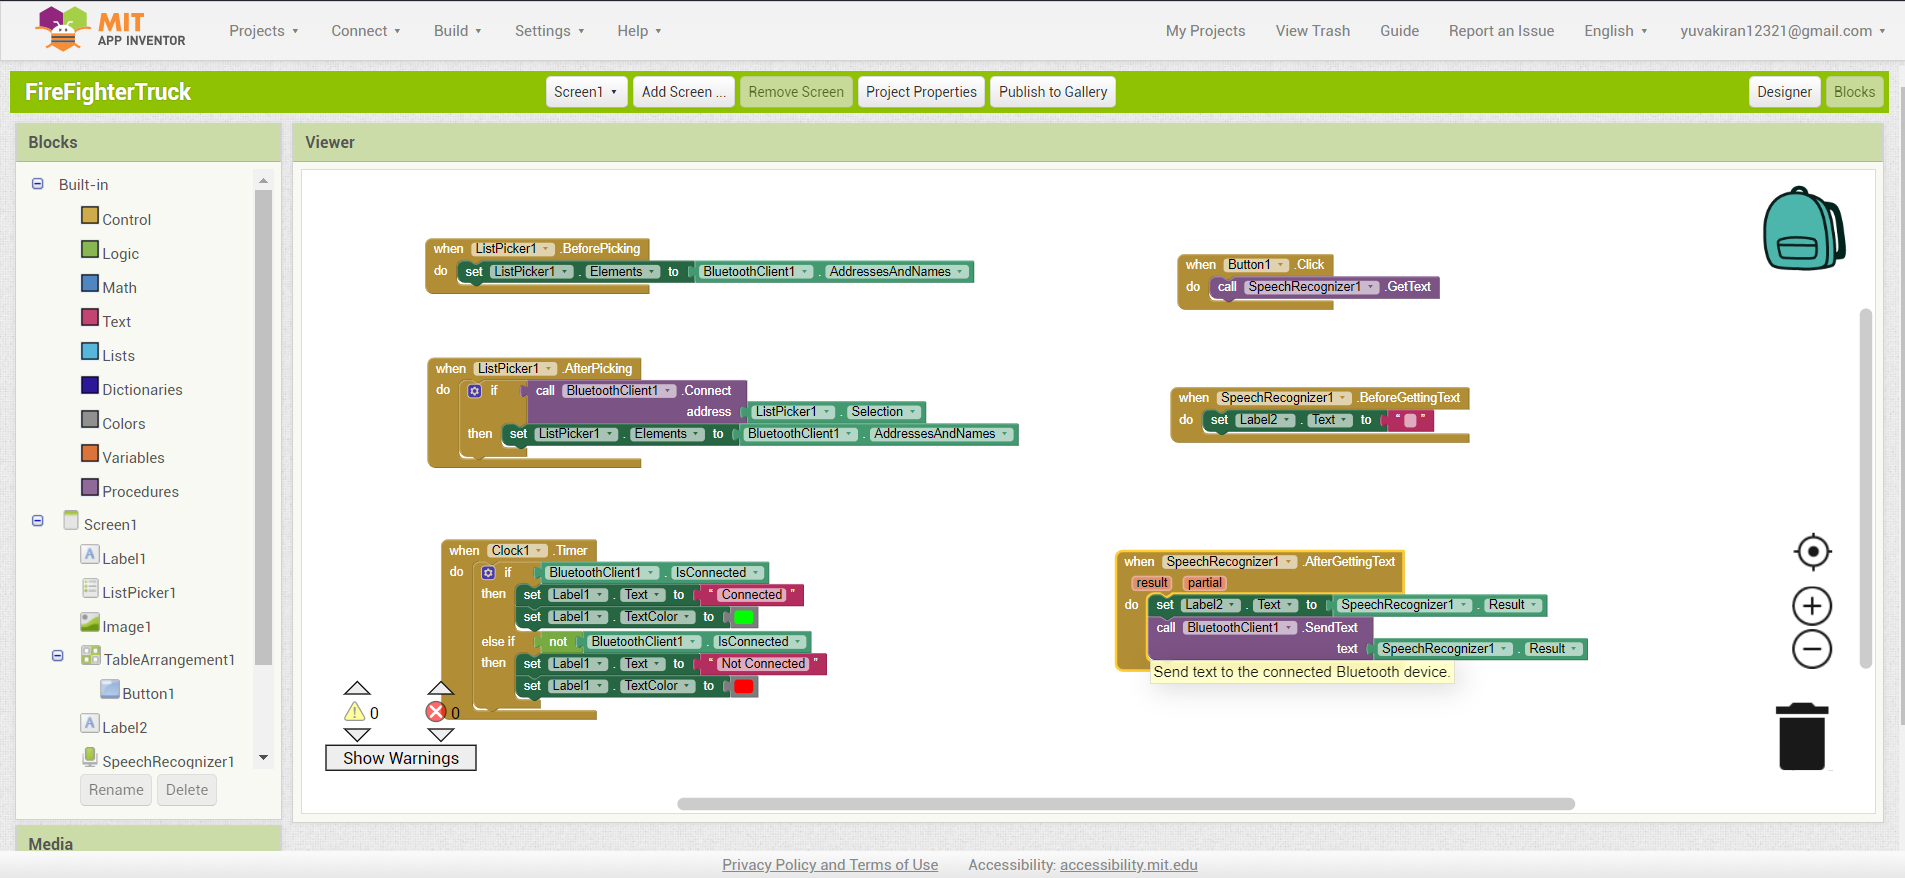 MIT
APP INVENTOR
Projects Connect Build Settings Help My Projects View Trash Guide Report an Issue English yuvakiran12321@gmail.com
FireFighterTruck
Screen1 Add Screen ... Remove Screen Project Properties Publish to Gallery Designer Blocks
Blocks
Built-in
Control
Logic
Math
Text
Lists
Dictionaries
Colors
Variables
Procedures
Screen1
Label1
ListPicker1
Image1
TableArrangement1
Button1
Label2
SpeechRecognizer1
Rename Delete
Media
Viewer
when ListPicker1 .BeforePicking
do set ListPicker1 . Elements to BluetoothClient1 . AddressesAndNames
when ListPicker1 .AfterPicking
do if call BluetoothClient1 .Connect
address ListPicker1 . Selection
then set ListPicker1 . Elements to BluetoothClient1 . AddressesAndNames
when Clock1 .Timer
do if BluetoothClient1 . IsConnected
then set Label1 . Text to " Connected "
set Label1 . TextColor to
else if not BluetoothClient1 . IsConnected
then set Label1 . Text to " Not Connected "
set Label1 . TextColor to
0 0
Show Warnings
when Button1 .Click
do call SpeechRecognizer1 .GetText
when SpeechRecognizer1 .BeforeGettingText
do set Label2 . Text to " "
when SpeechRecognizer1 .AfterGettingText
result partial
do set Label2 . Text to SpeechRecognizer1 . Result
call BluetoothClient1 .SendText
text SpeechRecognizer1 . Result
Send text to the connected Bluetooth device.
Privacy Policy and Terms of Use Accessibility: accessibility.mit.edu